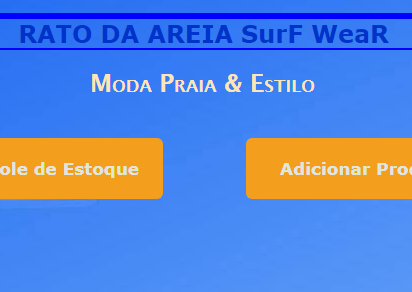 RATO DA AREIA SurF WeaR
Moda Praia & Estilo
ole de Estoque
Adicionar Pro